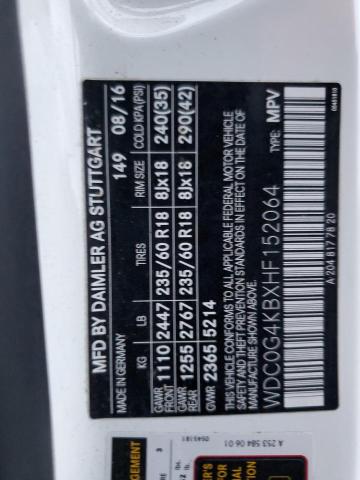 MFD BY DAIMLER AG STUTTGART
MADE IN GERMANY 149 08/16
KG LB TIRES RIM SIZE COLD KPA(PSI)
GAWR FRONT 1110 2447 235/60 R18 8Jx18 240(35)
GAWR REAR 1255 2767 235/60 R18 8Jx18 290(42)
GVWR 2365 5214
THIS VEHICLE CONFORMS TO ALL APPLICABLE FEDERAL MOTOR VEHICLE
SAFETY AND THEFT PREVENTION STANDARDS IN EFFECT ON THE DATE OF
MANUFACTURE SHOWN ABOVE.
TYPE: MPV
WDC0G4KBXHF152064
A 204 817 78 20
A 253 584 06 01